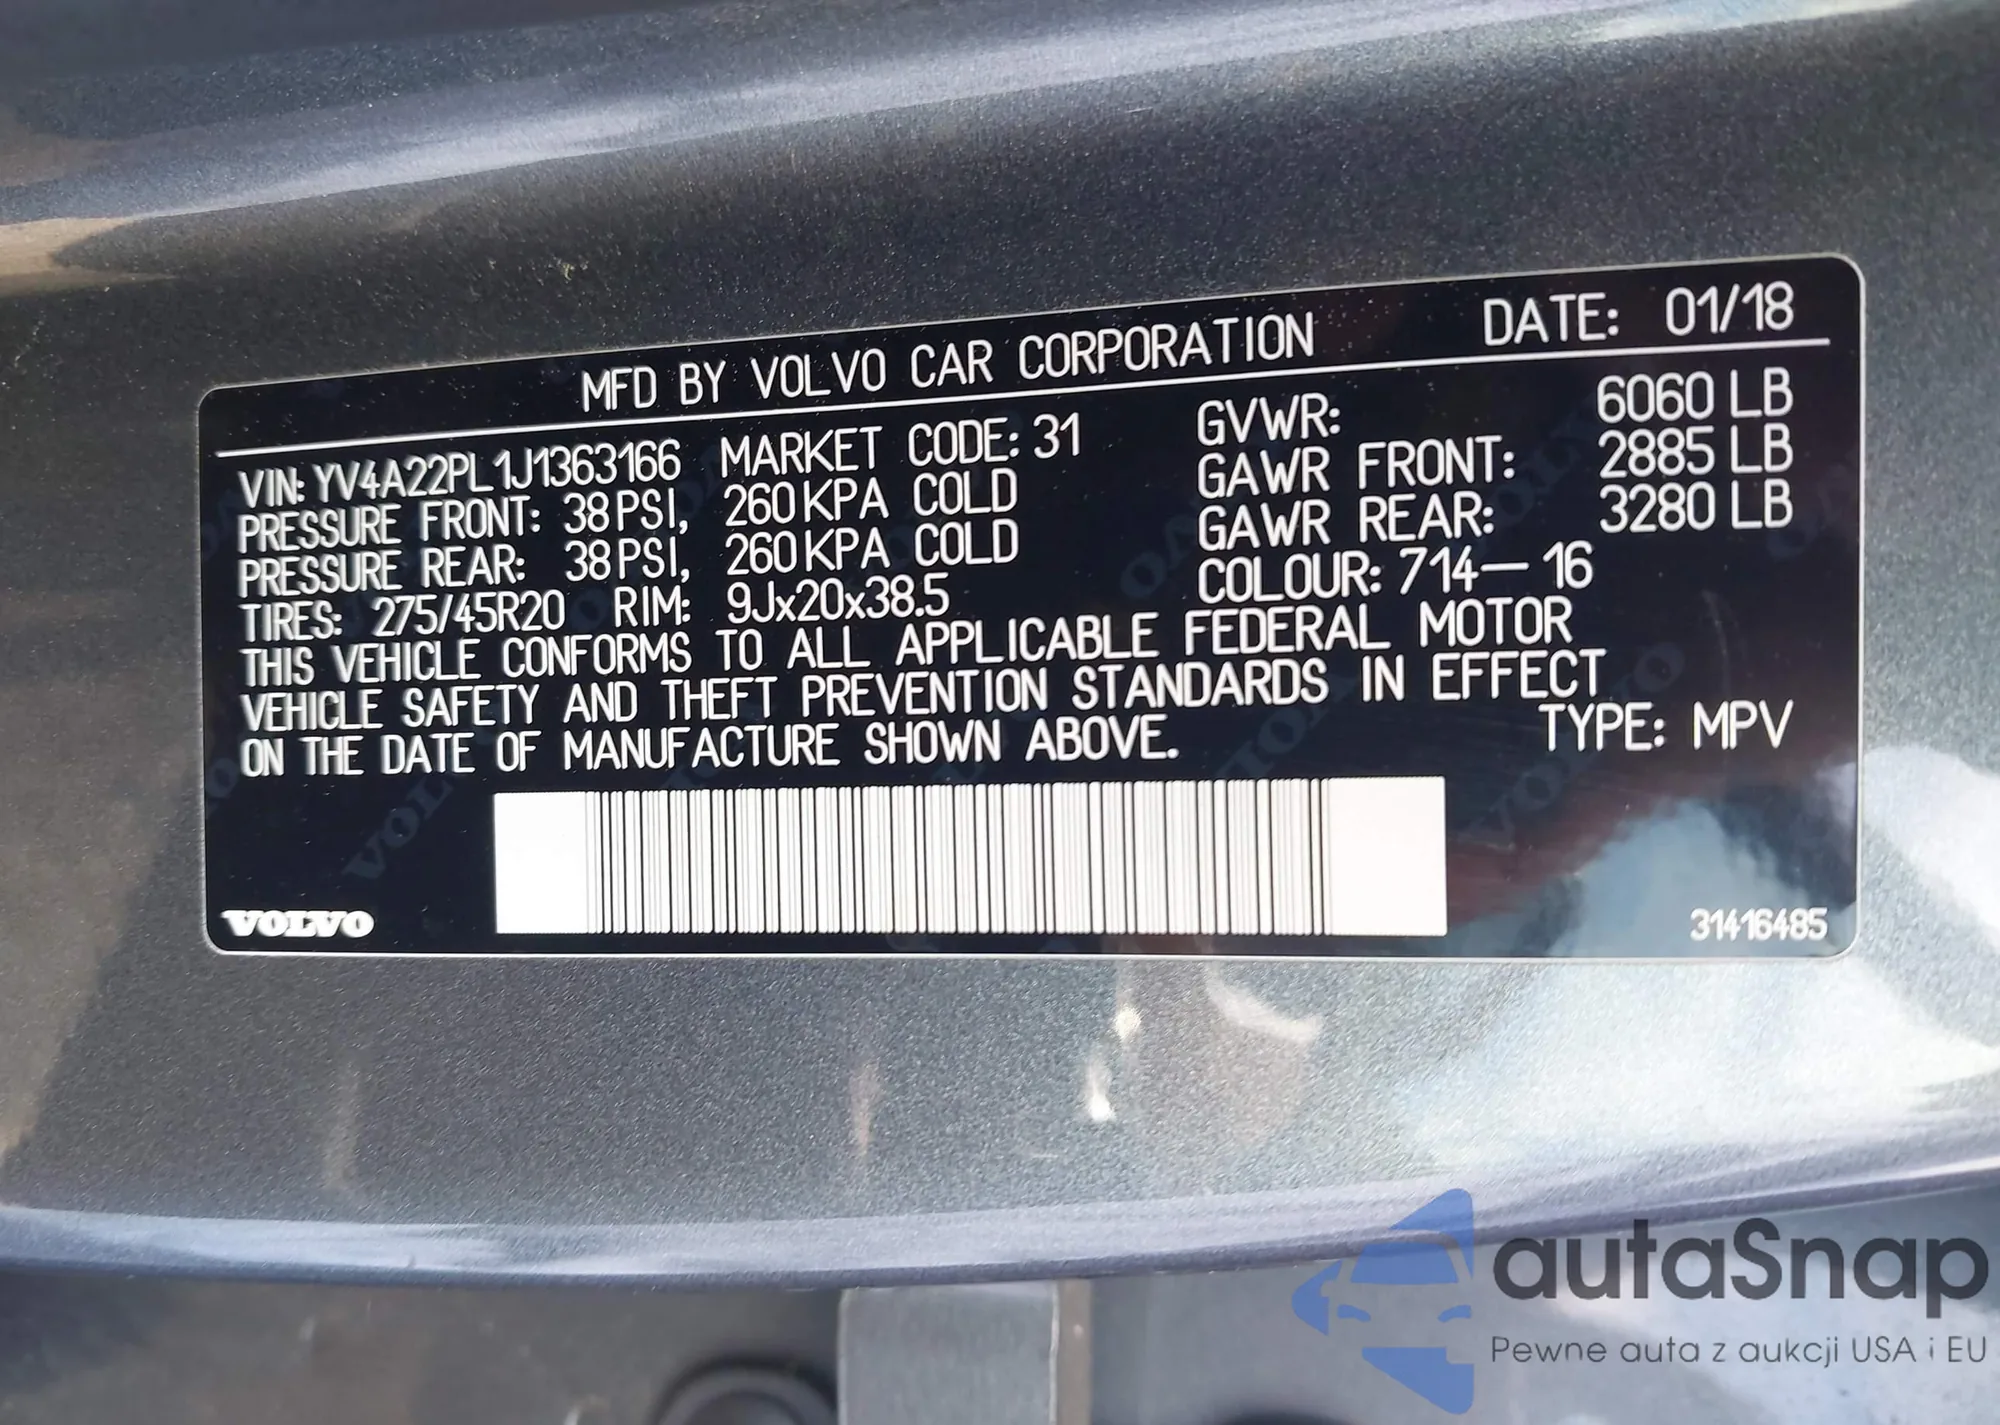 MFD BY VOLVO CAR CORPORATION DATE: 01/18
VIN: YV4A22PL1J1363166 MARKET CODE: 31 GVWR: 6060 LB
PRESSURE FRONT: 38 PSI, 260 KPA COLD GAWR FRONT: 2885 LB
PRESSURE REAR: 38 PSI, 260 KPA COLD GAWR REAR: 3280 LB
TIRES: 275/45R20 RIM: 9Jx20x38.5 COLOUR: 714-16
THIS VEHICLE CONFORMS TO ALL APPLICABLE FEDERAL MOTOR
VEHICLE SAFETY AND THEFT PREVENTION STANDARDS IN EFFECT
ON THE DATE OF MANUFACTURE SHOWN ABOVE. TYPE: MPV
VOLVO 31416485
autaSnap
Pewne auta z aukcji USA i EU